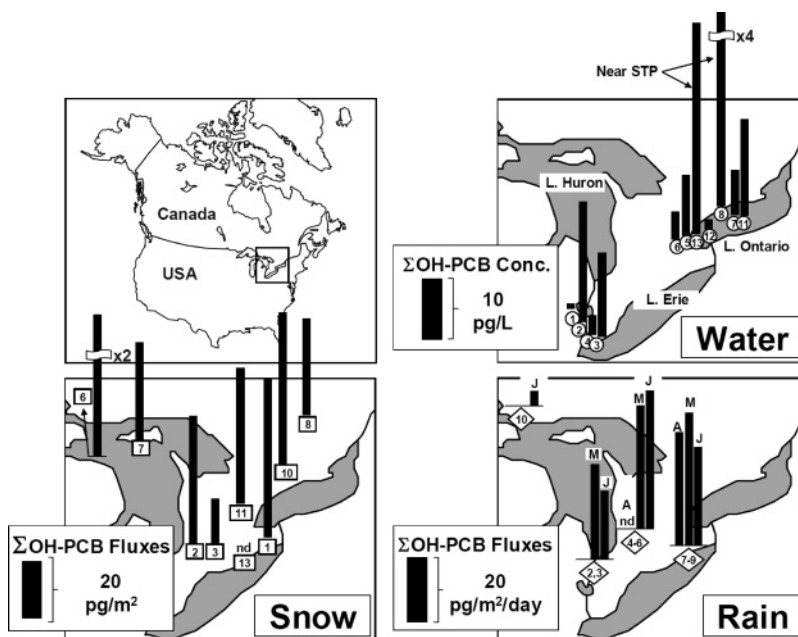 x4
Near STP
Canada
USA
L. Huron
8
7
11
6
5
13
12
L. Ontario
ΣOH-PCB Conc.
10
pg/L
L. Erie
1
2
4
3
Water
x2
6
7
8
10
11
2
3
nd
13
1
ΣOH-PCB Fluxes
20
pg/m²
Snow
J
10
J
M
M
A
J
M
J
A
nd
4-6
2,3
7-9
ΣOH-PCB Fluxes
20
pg/m²/day
Rain